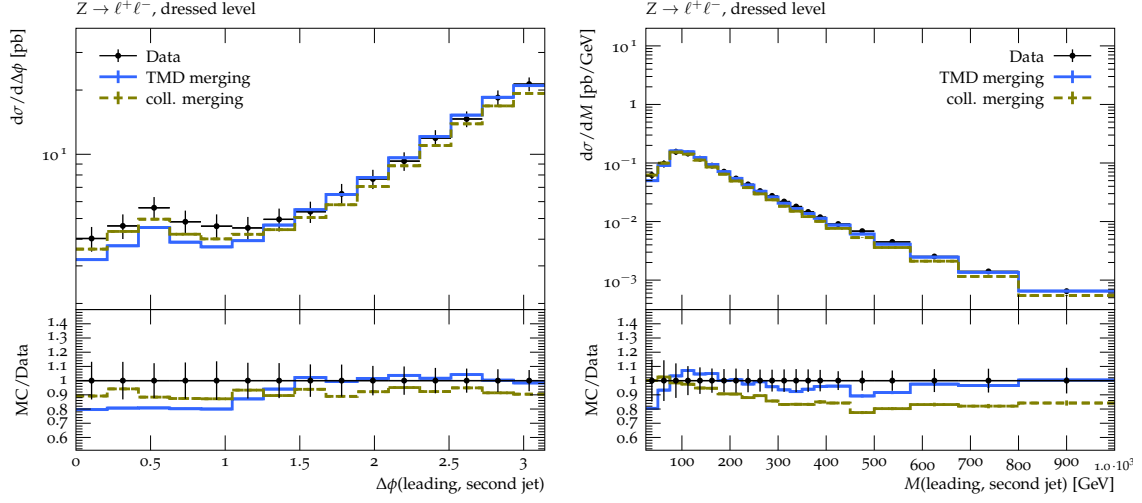 Z → ℓ⁺ℓ⁻, dressed level
dσ/dΔϕ [pb]
Data
TMD merging
coll. merging
10¹
1.4
1.3
1.2
1.1
1
0.9
0.8
0.7
0.6
MC/Data
0 0.5 1 1.5 2 2.5 3
Δϕ(leading, second jet)
Z → ℓ⁺ℓ⁻, dressed level
dσ/dM [pb/GeV]
Data
TMD merging
coll. merging
10¹
1
10⁻¹
10⁻²
10⁻³
1.4
1.3
1.2
1.1
1
0.9
0.8
0.7
0.6
MC/Data
100 200 300 400 500 600 700 800 900 1.0·10³
M(leading, second jet) [GeV]